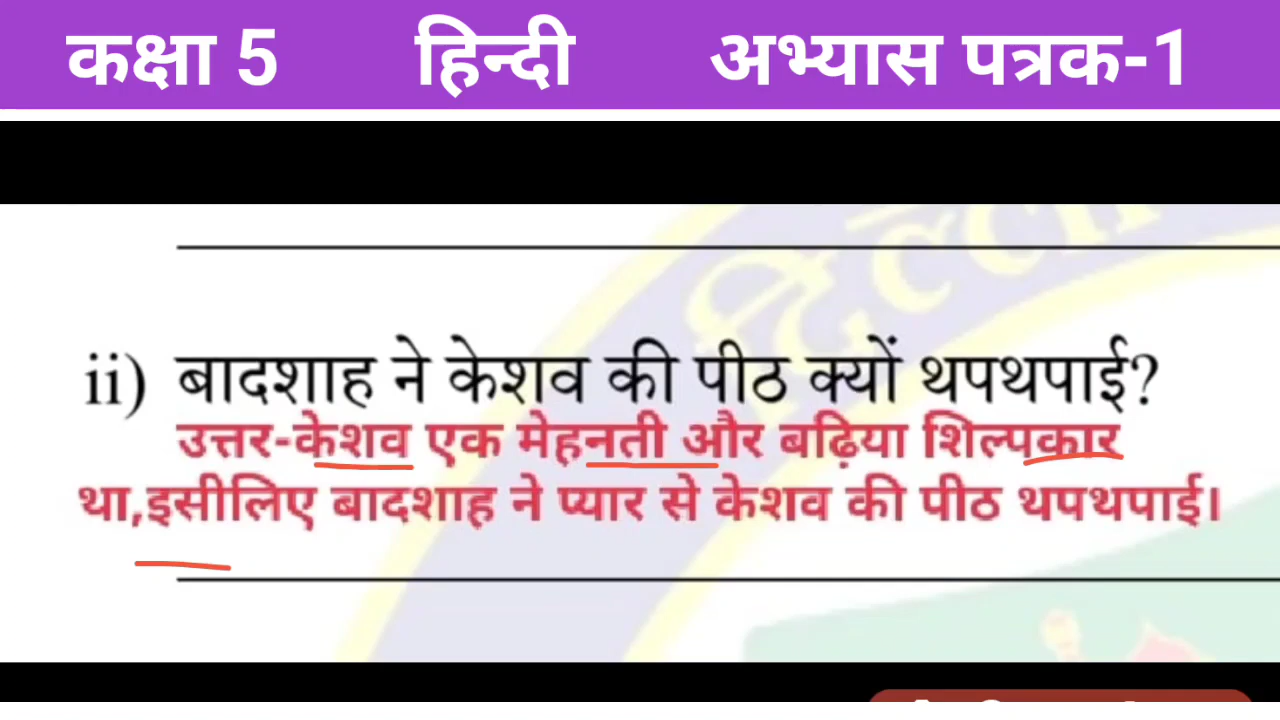 कक्षा 5 हिन्दी अभ्यास पत्रक-1
ii) बादशाह ने केशव की पीठ क्यों थपथपाई?
उत्तर-केशव एक मेहनती और बढ़िया शिल्पकार
था,इसीलिए बादशाह ने प्यार से केशव की पीठ थपथपाई।